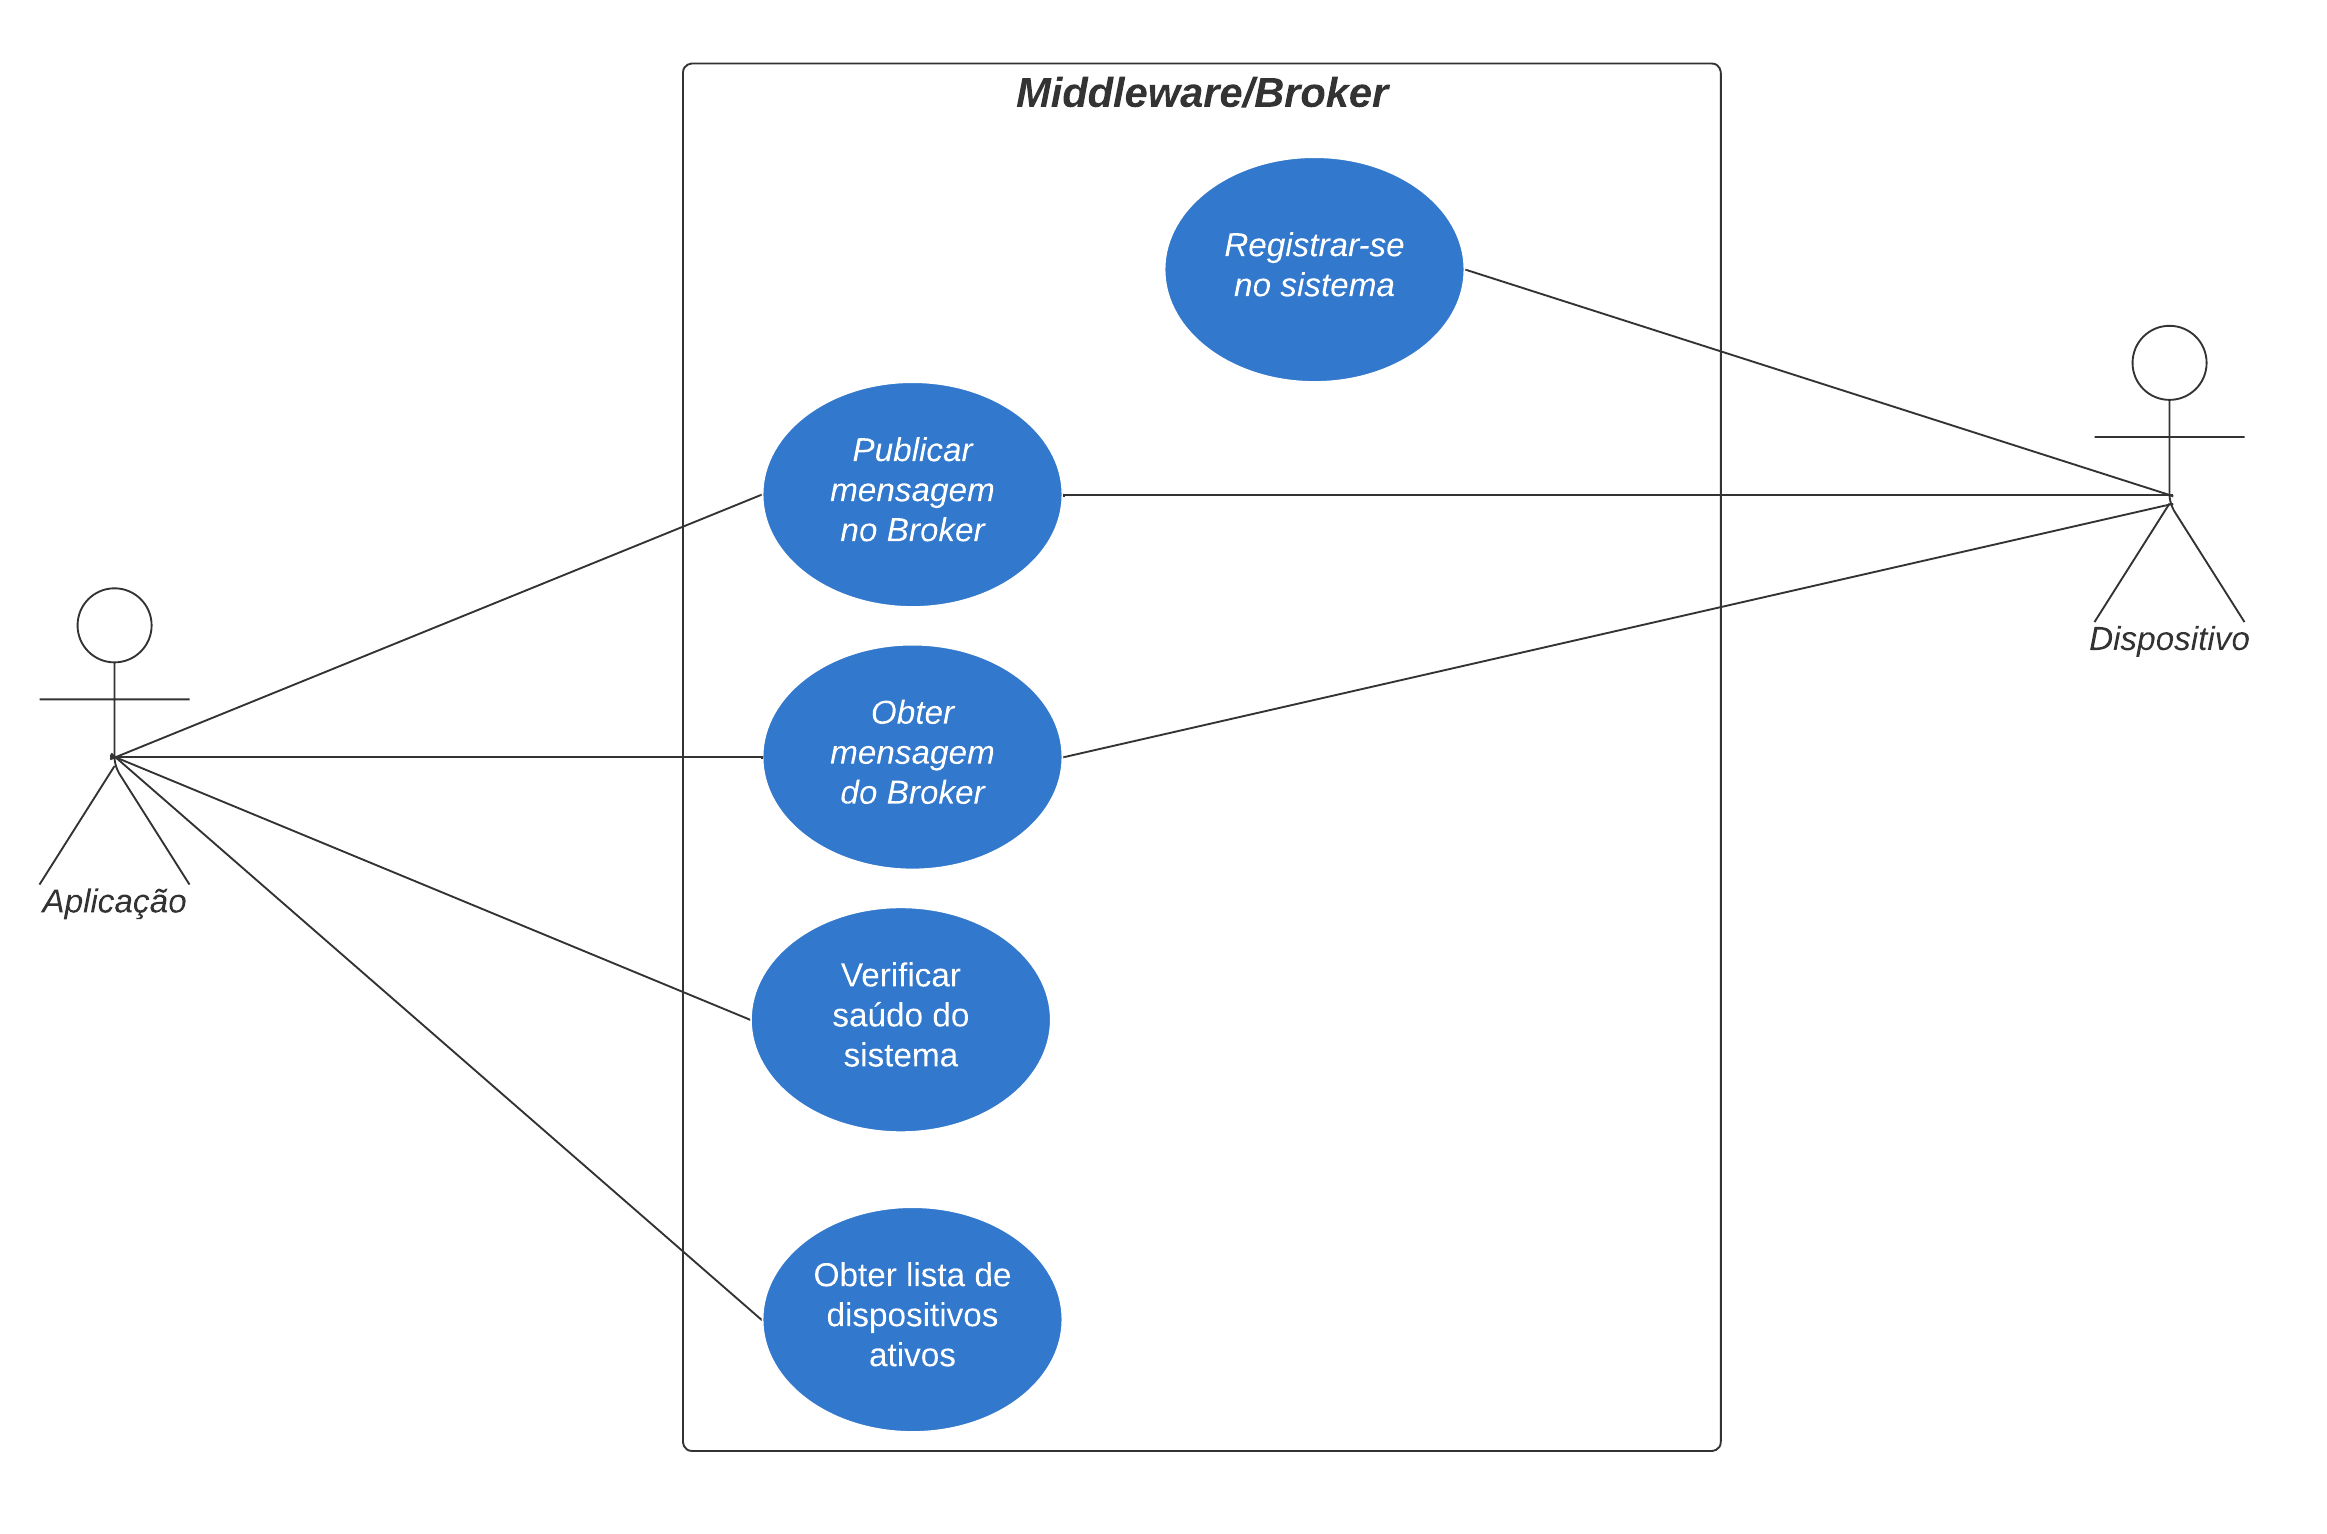 Middleware/Broker
Registrar-se
no sistema
Publicar
mensagem
no Broker
Dispositivo
Obter
mensagem
do Broker
Aplicação
Verificar
saúdo do
sistema
Obter lista de
dispositivos
ativos